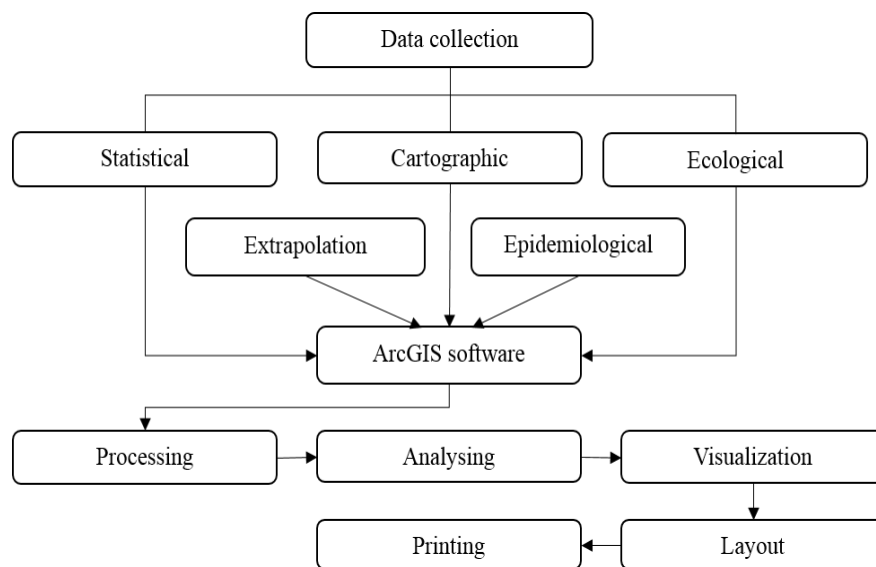 Data collection
Statistical
Cartographic
Ecological
Extrapolation
Epidemiological
ArcGIS software
Processing
Analysing
Visualization
Printing
Layout